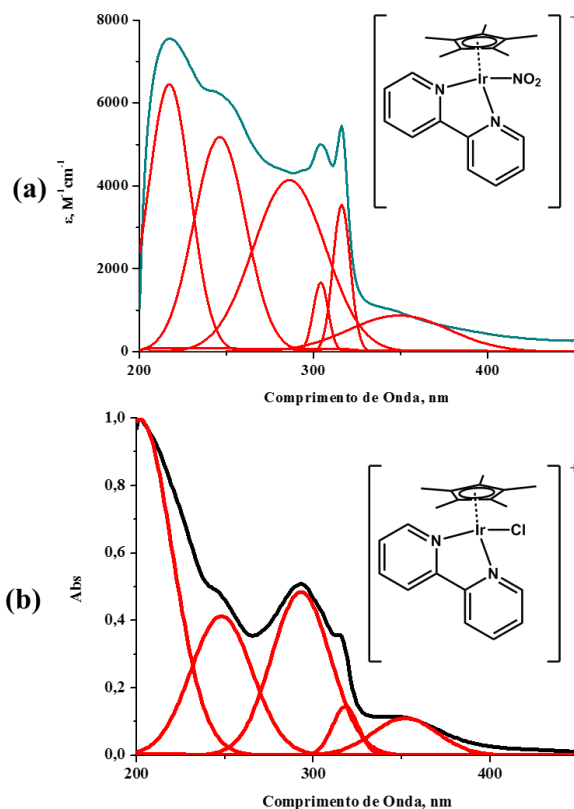 (a)
8000
6000
4000
2000
0
ε, M⁻¹cm⁻¹
200
300
400
Comprimento de Onda, nm
Ir
NO₂
N
N
+
(b)
1,0
0,8
0,6
0,4
0,2
0,0
Abs
200
300
400
Comprimento de Onda, nm
Ir
Cl
N
N
+